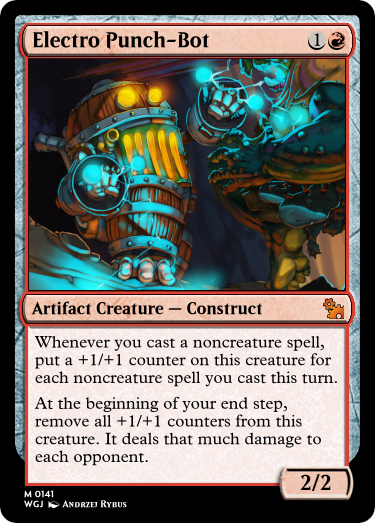 Electro Punch-Bot 1
Artifact Creature — Construct
Whenever you cast a noncreature spell,
put a +1/+1 counter on this creature for
each noncreature spell you cast this turn.
At the beginning of your end step,
remove all +1/+1 counters from this
creature. It deals that much damage to
each opponent.
2/2
M 0141
WGJ Andrzej Rybus